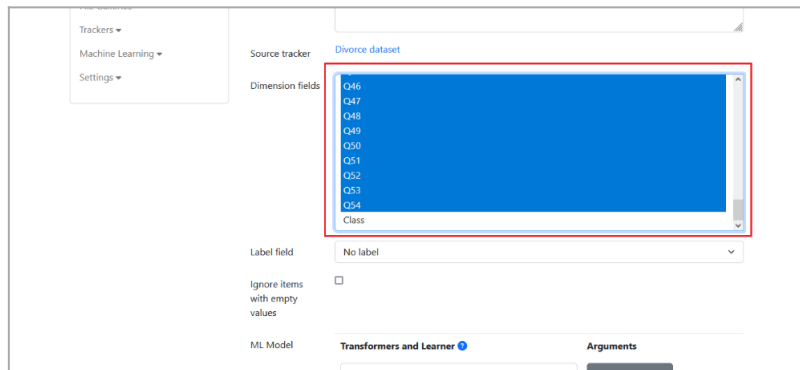 Trackers
Machine Learning
Settings
Source tracker
Divorce dataset
Dimension fields
Q46
Q47
Q48
Q49
Q50
Q51
Q52
Q53
Q54
Class
Label field
No label
Ignore items
with empty
values
ML Model
Transformers and Learner ?
Arguments